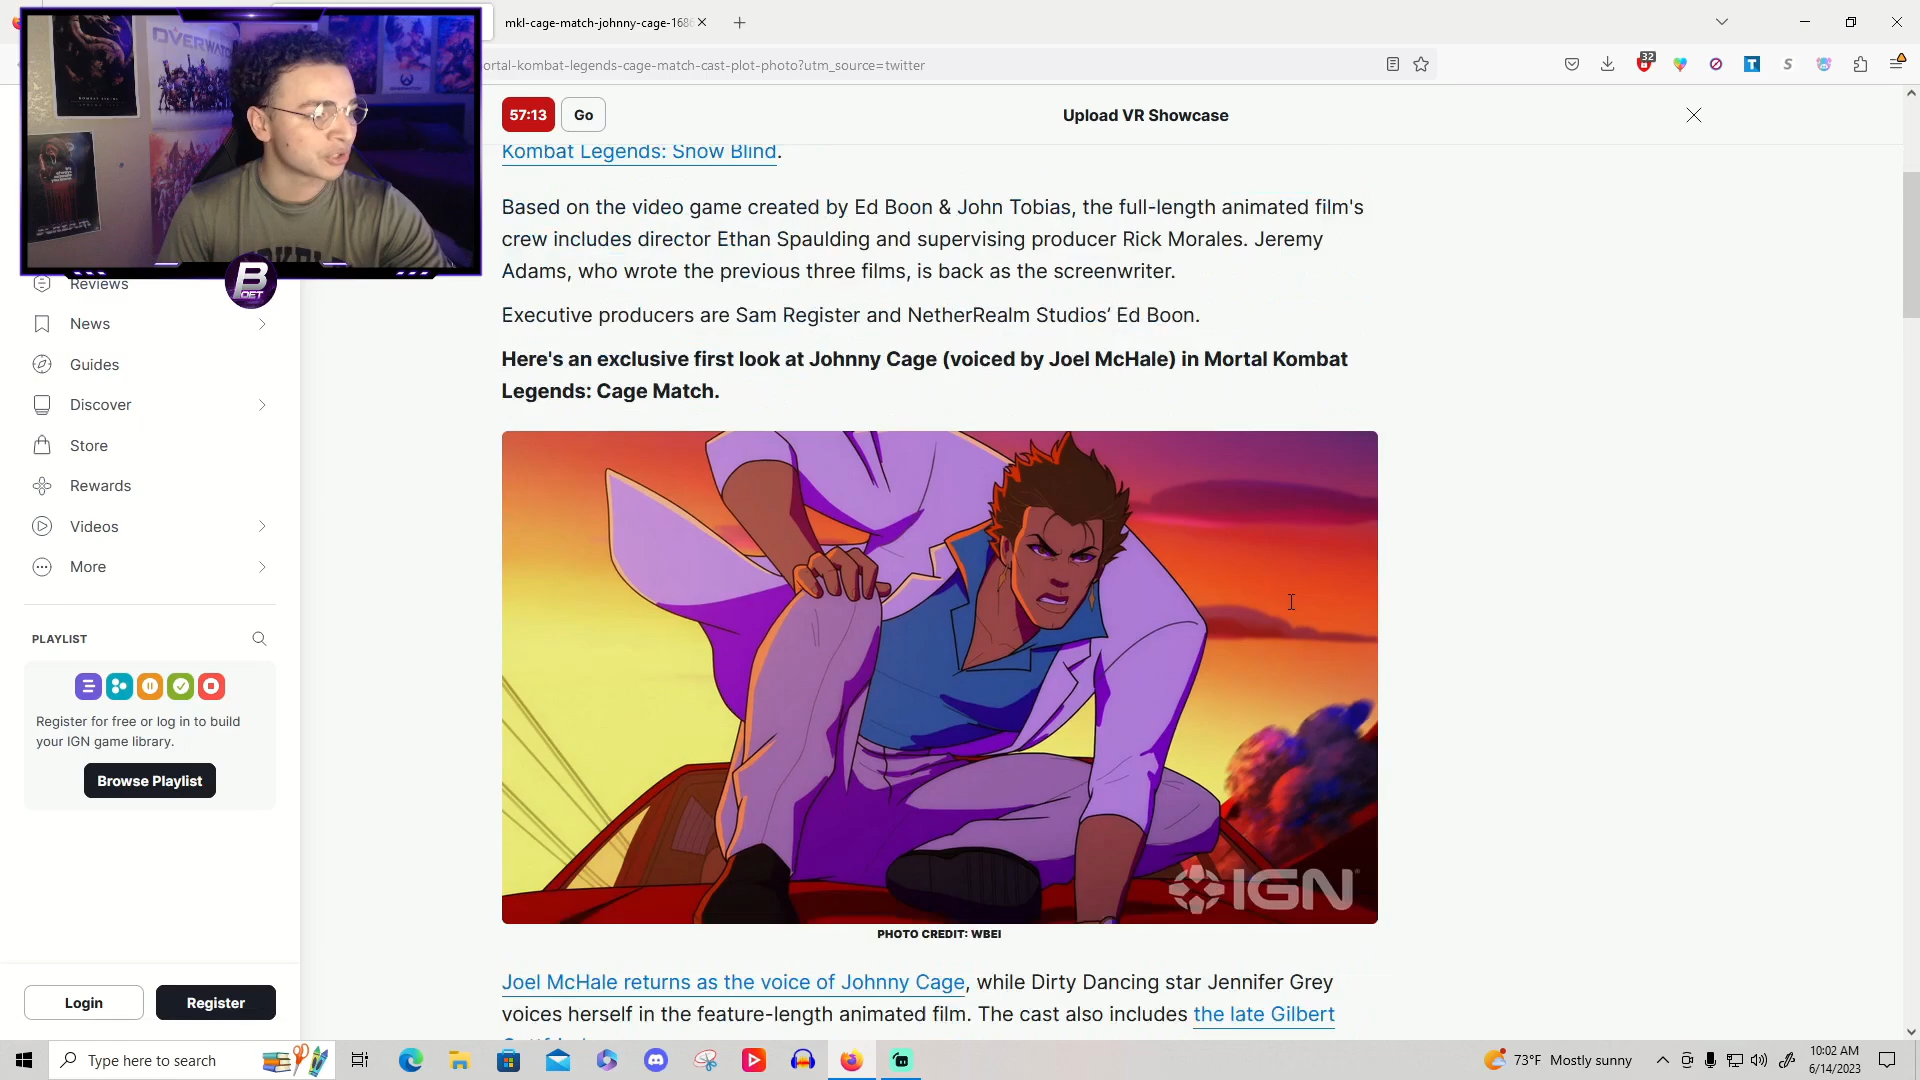 mkl-cage-match-johnny-cage-168
ortal-kombat-legends-cage-match-cast-plot-photo?utm_source=twitter
32
OVERWATCH
57:13
Go
Upload VR Showcase
Kombat Legends: Snow Blind.
Based on the video game created by Ed Boon & John Tobias, the full-length animated film's
crew includes director Ethan Spaulding and supervising producer Rick Morales. Jeremy
Adams, who wrote the previous three films, is back as the screenwriter.
Executive producers are Sam Register and NetherRealm Studios’ Ed Boon.
Here's an exclusive first look at Johnny Cage (voiced by Joel McHale) in Mortal Kombat
Legends: Cage Match.
B
OET
Reviews
News
Guides
Discover
Store
Rewards
Videos
More
PLAYLIST
Register for free or log in to build
your IGN game library.
Browse Playlist
Login
Register
IGN
PHOTO CREDIT: WBEI
Joel McHale returns as the voice of Johnny Cage, while Dirty Dancing star Jennifer Grey
voices herself in the feature-length animated film. The cast also includes the late Gilbert
Type here to search
73°F Mostly sunny
10:02 AM
6/14/2023